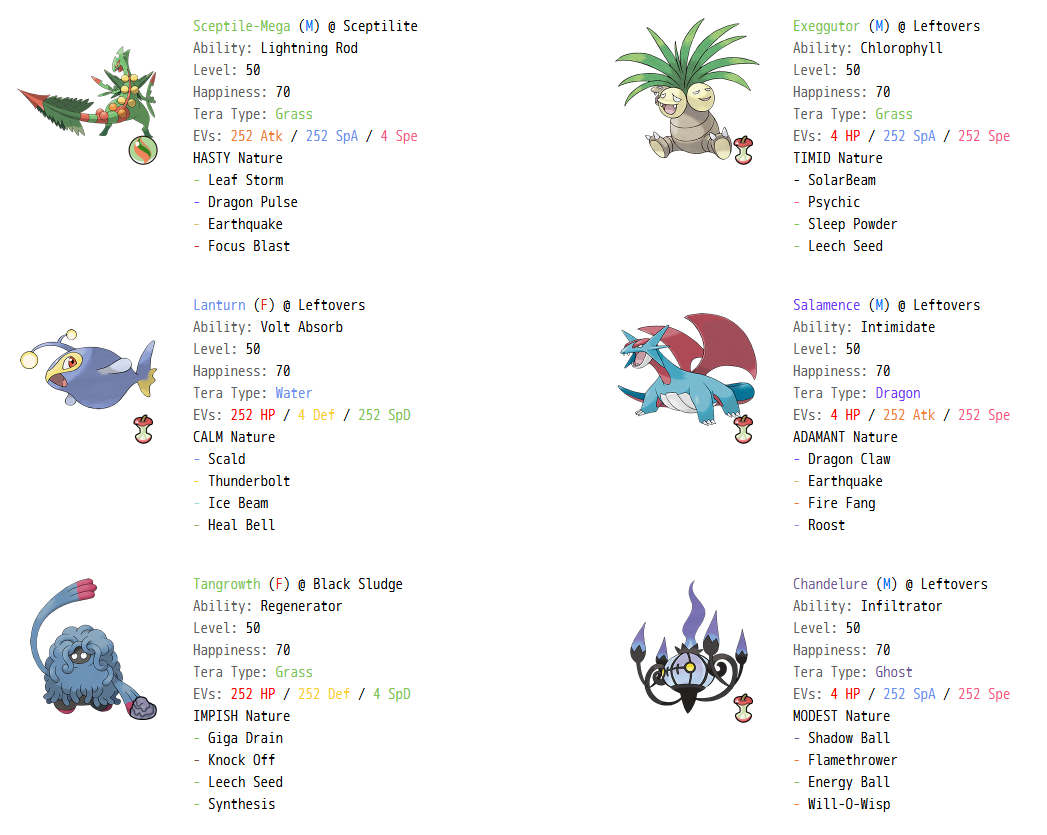 Sceptile-Mega (M) @ Sceptilite
Ability: Lightning Rod
Level: 50
Happiness: 70
Tera Type: Grass
EVs: 252 Atk / 252 SpA / 4 Spe
HASTY Nature
- Leaf Storm
- Dragon Pulse
- Earthquake
- Focus Blast
Exeggutor (M) @ Leftovers
Ability: Chlorophyll
Level: 50
Happiness: 70
Tera Type: Grass
EVs: 4 HP / 252 SpA / 252 Spe
TIMID Nature
- SolarBeam
- Psychic
- Sleep Powder
- Leech Seed
Lanturn (F) @ Leftovers
Ability: Volt Absorb
Level: 50
Happiness: 70
Tera Type: Water
EVs: 252 HP / 4 Def / 252 SpD
CALM Nature
- Scald
- Thunderbolt
- Ice Beam
- Heal Bell
Salamence (M) @ Leftovers
Ability: Intimidate
Level: 50
Happiness: 70
Tera Type: Dragon
EVs: 4 HP / 252 Atk / 252 Spe
ADAMANT Nature
- Dragon Claw
- Earthquake
- Fire Fang
- Roost
Tangrowth (F) @ Black Sludge
Ability: Regenerator
Level: 50
Happiness: 70
Tera Type: Grass
EVs: 252 HP / 252 Def / 4 SpD
IMPISH Nature
- Giga Drain
- Knock Off
- Leech Seed
- Synthesis
Chandelure (M) @ Leftovers
Ability: Infiltrator
Level: 50
Happiness: 70
Tera Type: Ghost
EVs: 4 HP / 252 SpA / 252 Spe
MODEST Nature
- Shadow Ball
- Flamethrower
- Energy Ball
- Will-O-Wisp